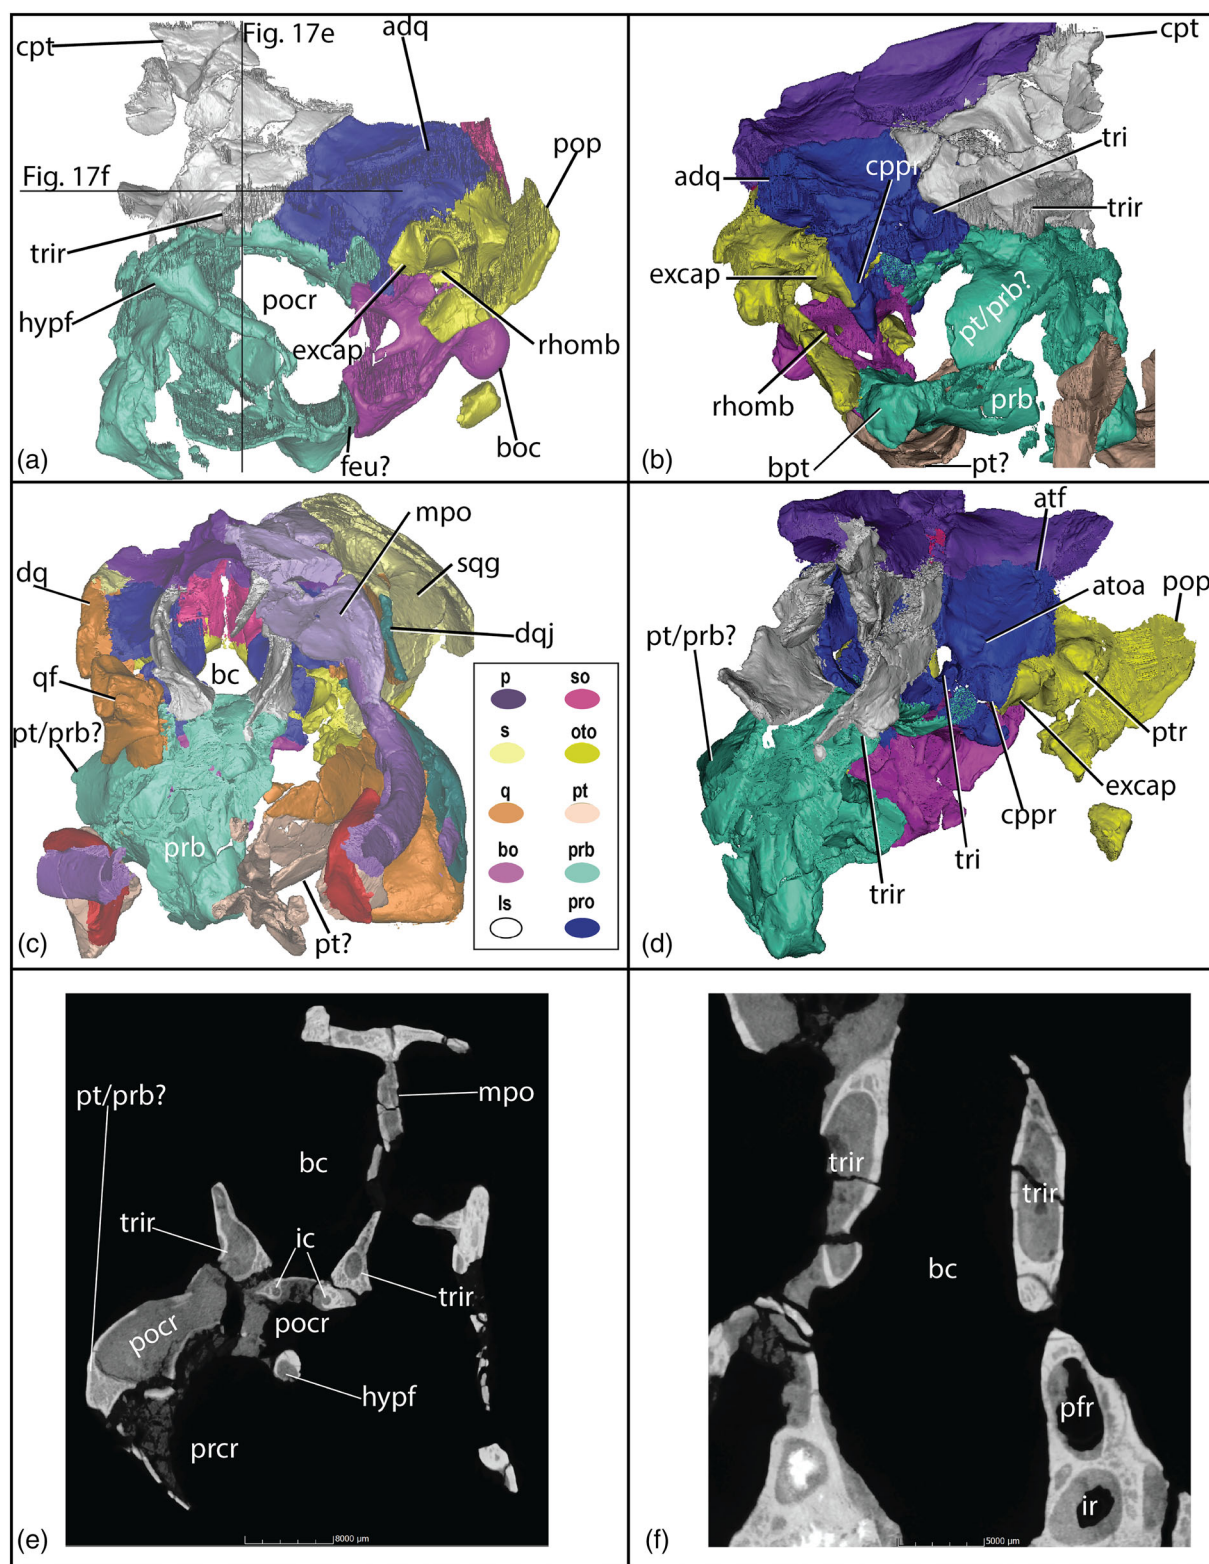 cpt
Fig. 17e
adq
pop
Fig. 17f
trir
hypf
pocr
excap
rhomb
boc
feu?
(a)
cpt
tri
cppr
adq
trir
excap
pt/prb?
rhomb
prb
bpt
pt?
(b)
mpo
sqg
dq
dqj
bc
qf
pt/prb?
prb
pt?
p so
s oto
q pt
bo prb
ls pro
(c)
atf
atoa
pop
pt/prb?
ptr
excap
cppr
tri
trir
(d)
pt/prb?
mpo
bc
trir
ic
trir
pocr
pocr
hypf
prcr
8000 µm
(e)
trir
trir
bc
pfr
ir
5000 µm
(f)